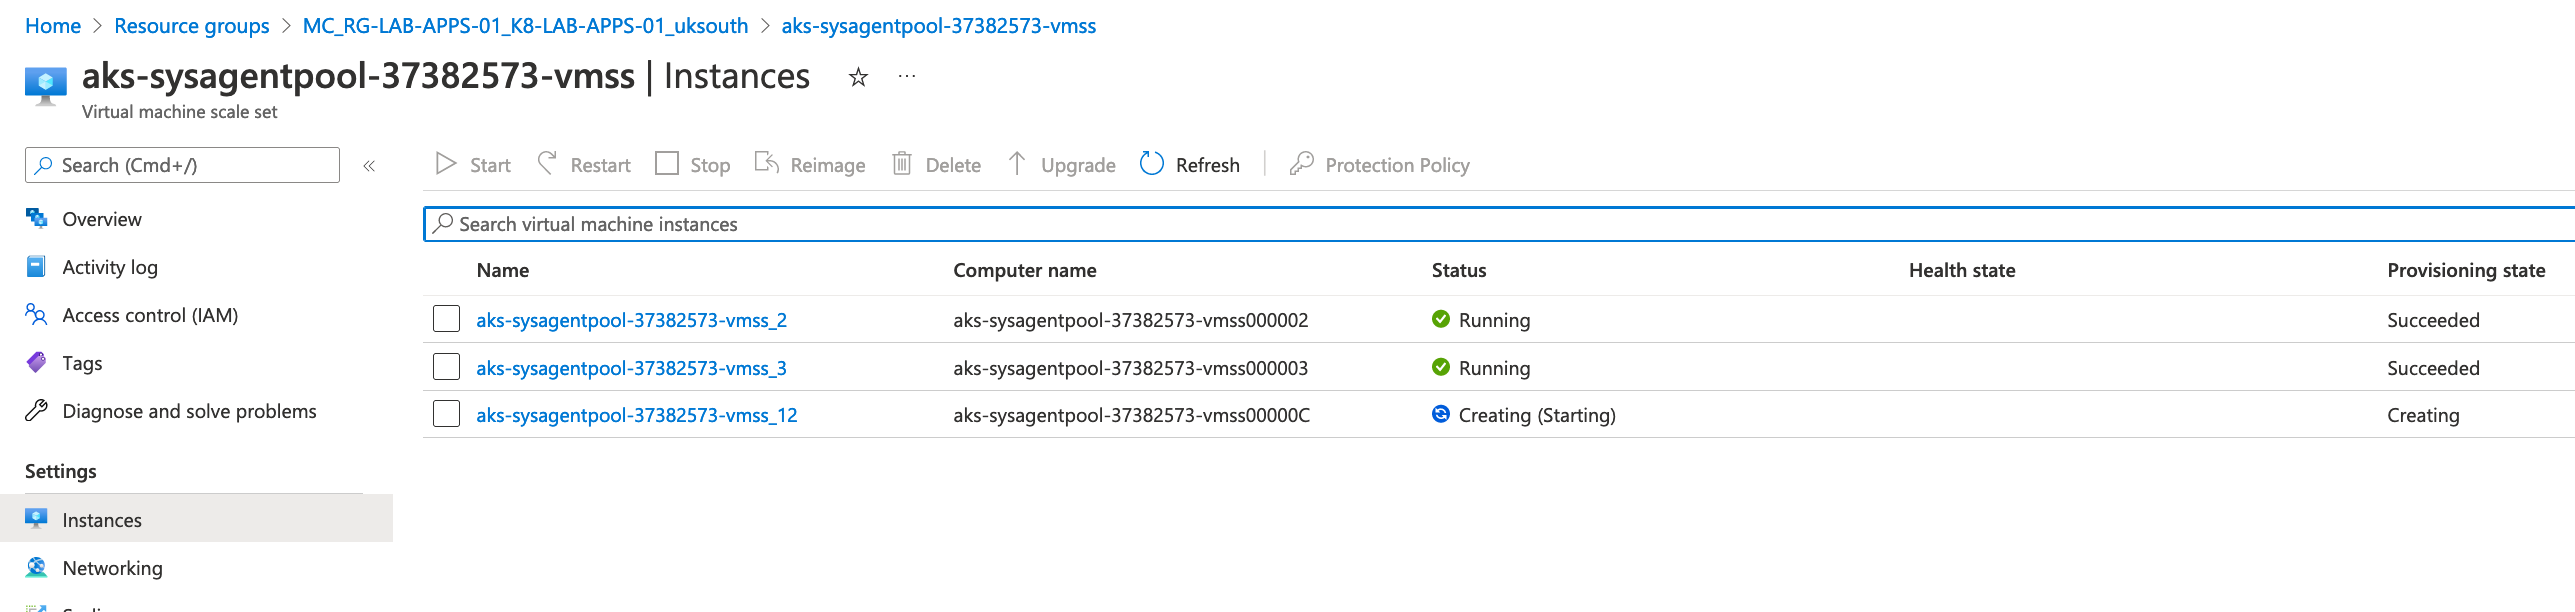 Home > Resource groups > MC_RG-LAB-APPS-01_K8-LAB-APPS-01_uksouth > aks-sysagentpool-37382573-vmss
aks-sysagentpool-37382573-vmss | Instances ☆ ...
Virtual machine scale set
Search (Cmd+/) «
Overview
Activity log
Access control (IAM)
Tags
Diagnose and solve problems
Settings
Instances
Networking
Start Restart Stop Reimage Delete Upgrade Refresh Protection Policy
Search virtual machine instances
Name Computer name Status Health state Provisioning state
aks-sysagentpool-37382573-vmss_2 aks-sysagentpool-37382573-vmss000002 Running Succeeded
aks-sysagentpool-37382573-vmss_3 aks-sysagentpool-37382573-vmss000003 Running Succeeded
aks-sysagentpool-37382573-vmss_12 aks-sysagentpool-37382573-vmss00000C Creating (Starting) Creating